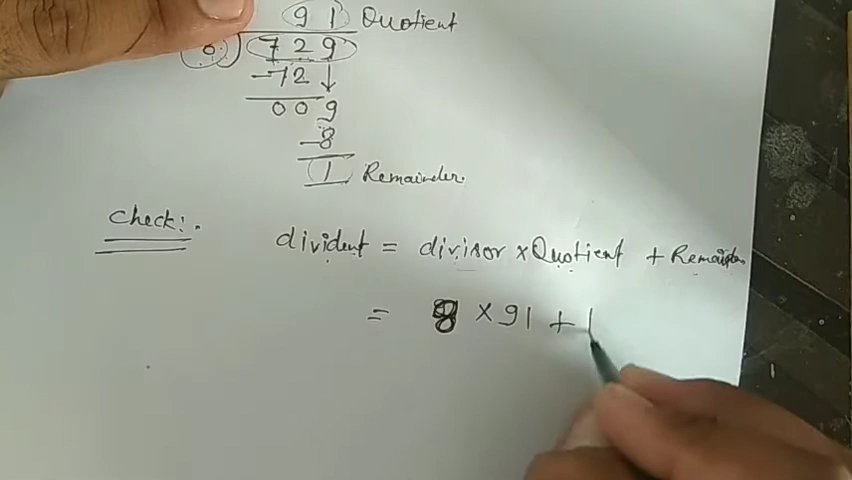 91 Quotient
8)729
-72↓
009
-8
1 Remainder.
Check:.
divident = divisor × Quotient + Remainder
= 8 × 91 + 1